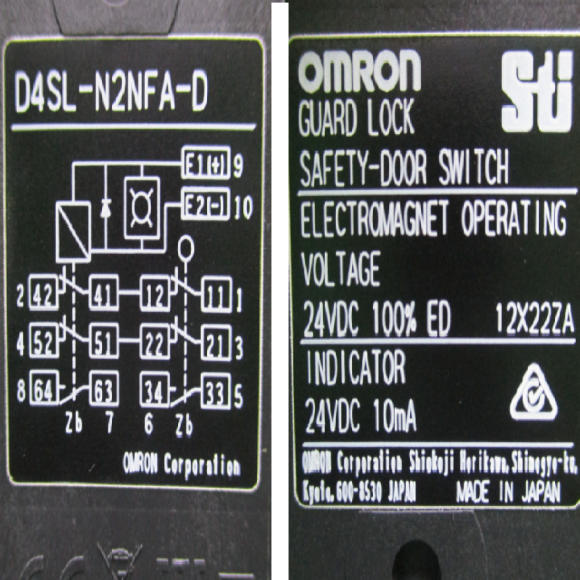 D4SL-N2NFA-D
E1(+) 9
E2(-) 10
2 42 41 12 11 1
4 52 51 22 21 3
8 64 63 34 33 5
Zb 7 6 Zb
OMRON Corporation
OMRON
STI
GUARD LOCK
SAFETY-DOOR SWITCH
ELECTROMAGNET OPERATING
VOLTAGE
24VDC 100% ED 12X22ZA
INDICATOR
24VDC 10mA
OMRON Corporation Shiokoji Horikawa, Shimogyo-ku,
Kyoto, 600-8530 JAPAN MADE IN JAPAN